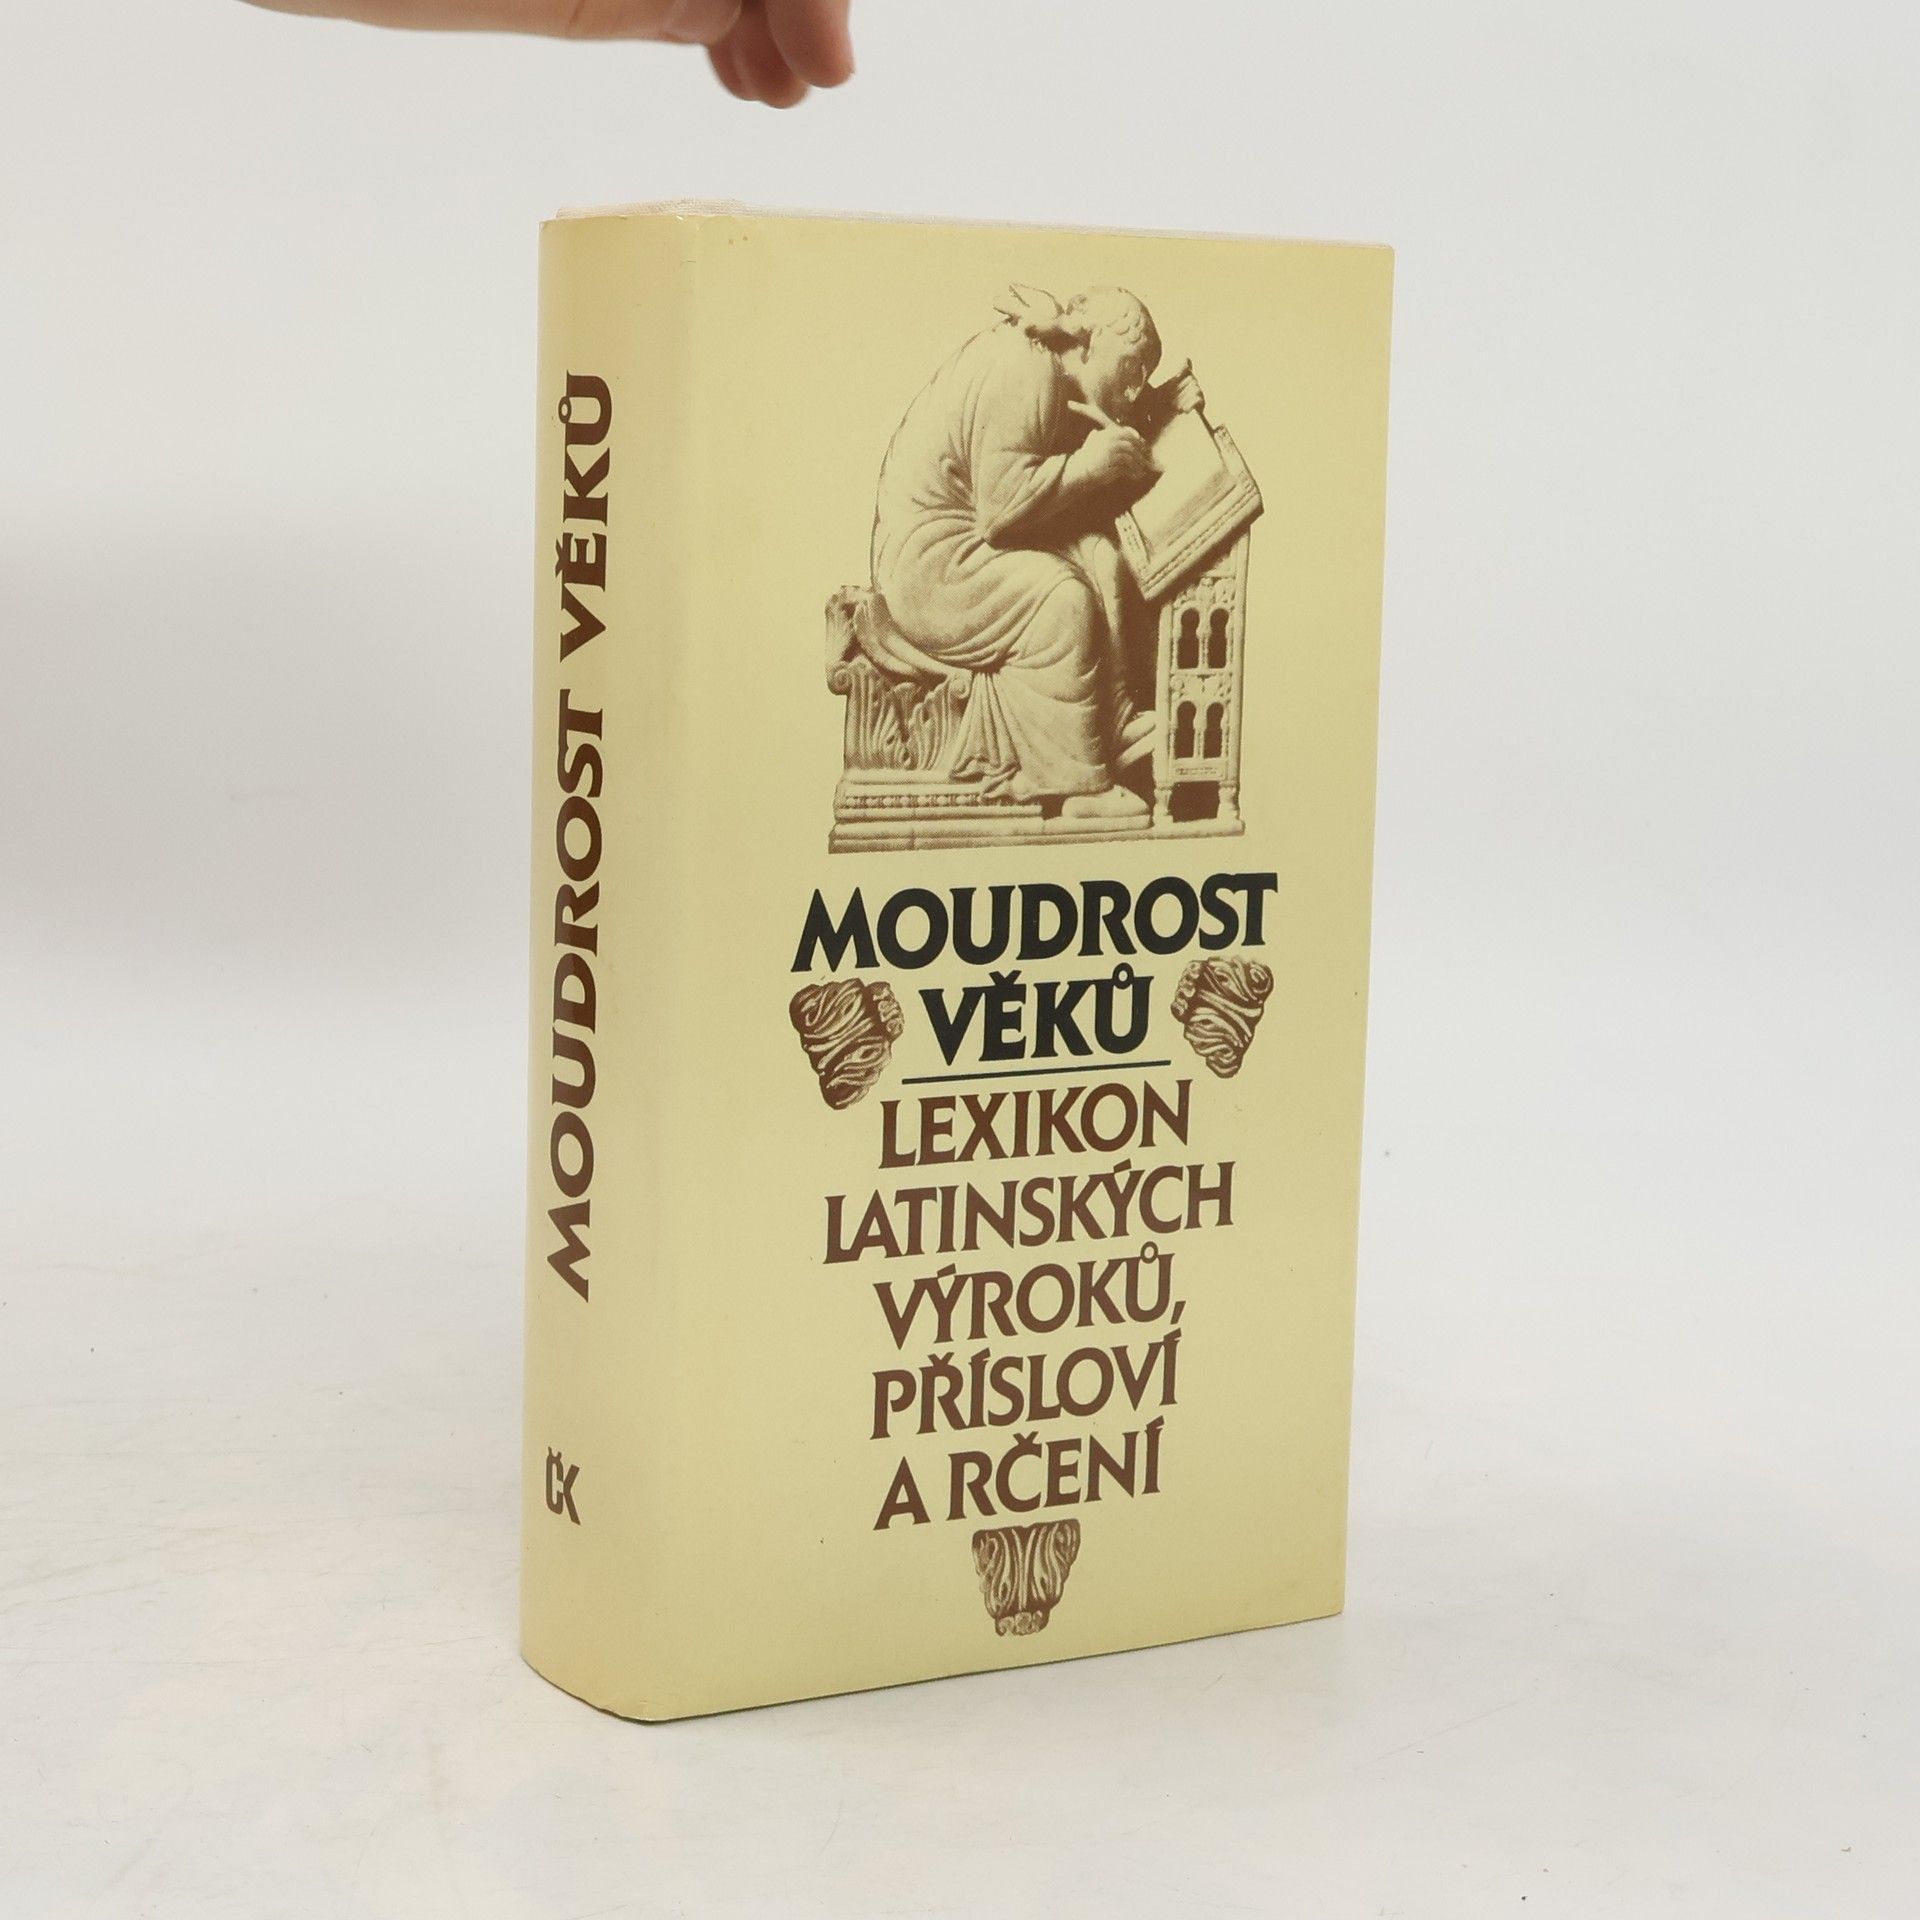 MOUDROST VĚKŮ
ČK
MOUDROST
VĚKŮ
LEXIKON
LATINSKÝCH
VÝROKŮ,
PŘÍSLOVÍ
A RČENÍ